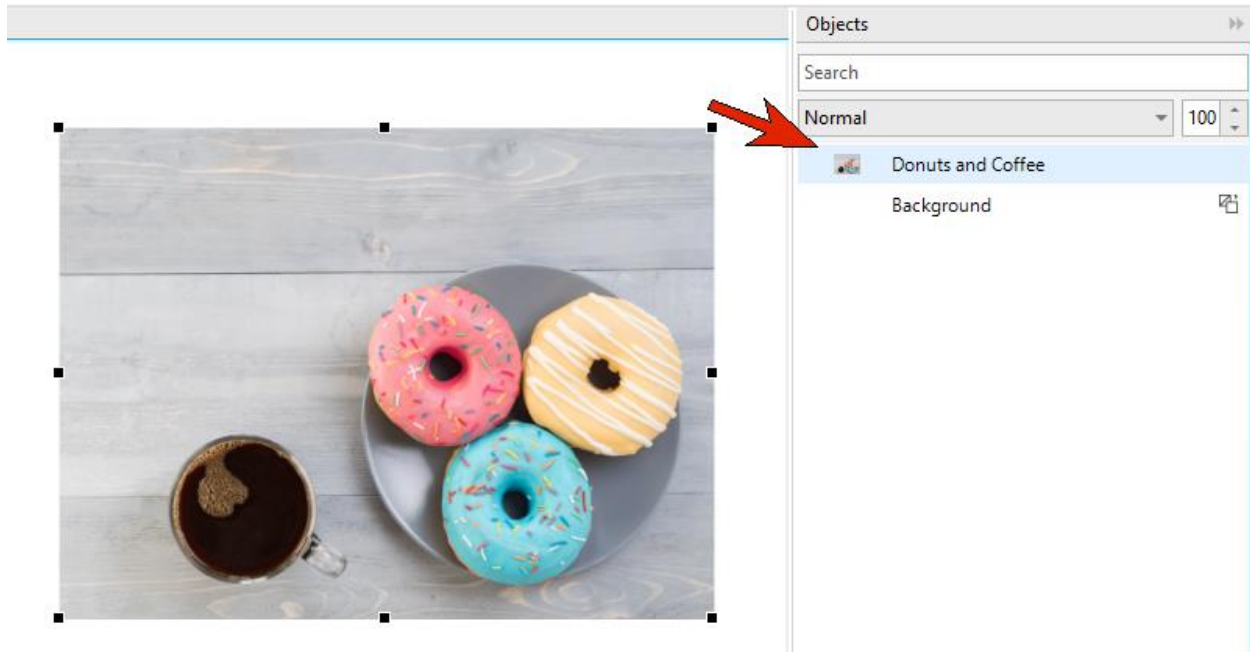 Objects
Search
Normal 100
Donuts and Coffee
Background